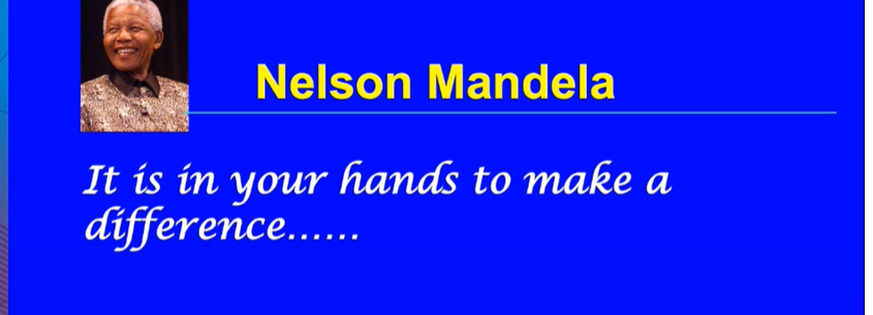 Nelson Mandela
It is in your hands to make a
difference......